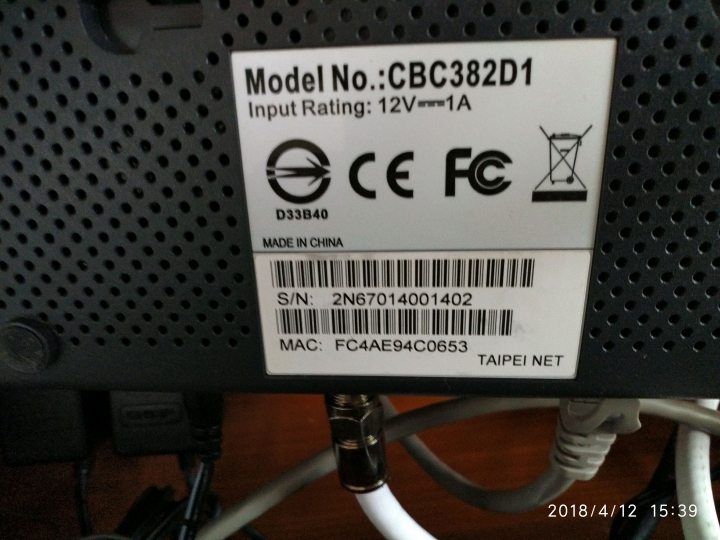 Model No.:CBC382D1
Input Rating: 12V⎓1A
CE FC
D33B40
MADE IN CHINA
S/N: 2N67014001402
MAC: FC4AE94C0653
TAIPEI NET
2018/4/12 15:39